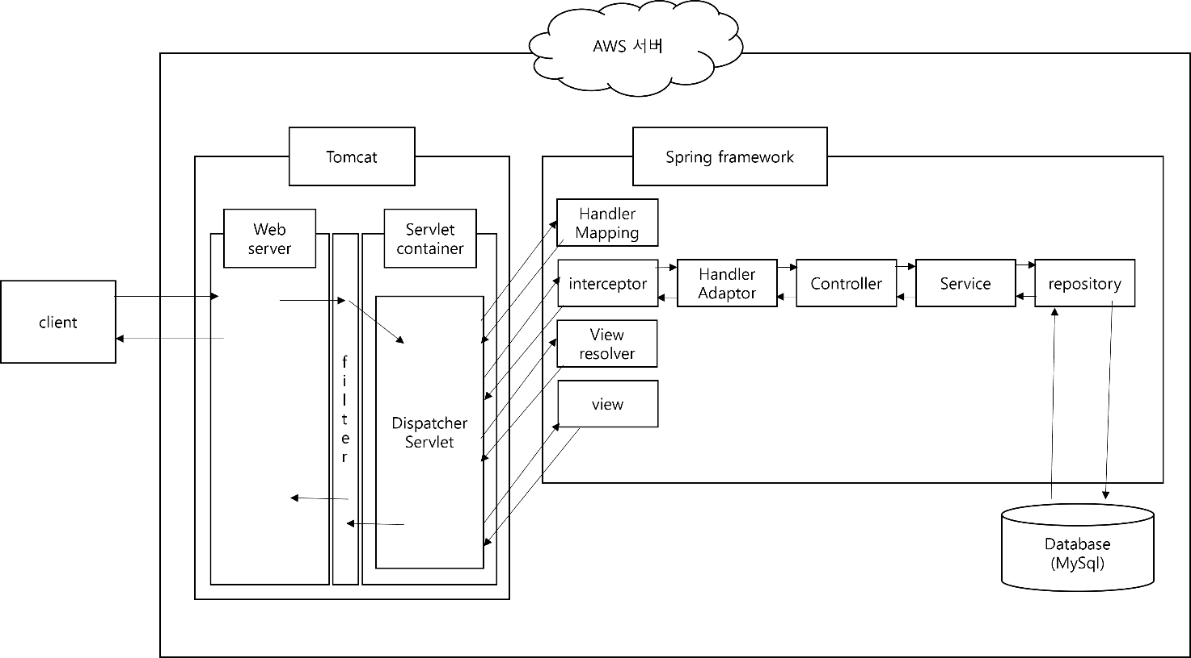 AWS 서버
Tomcat
Spring framework
Web
server
Servlet
container
Handler
Mapping
interceptor
Handler
Adaptor
Controller
Service
repository
client
View
resolver
filter
view
Dispatcher
Servlet
Database
(MySql)